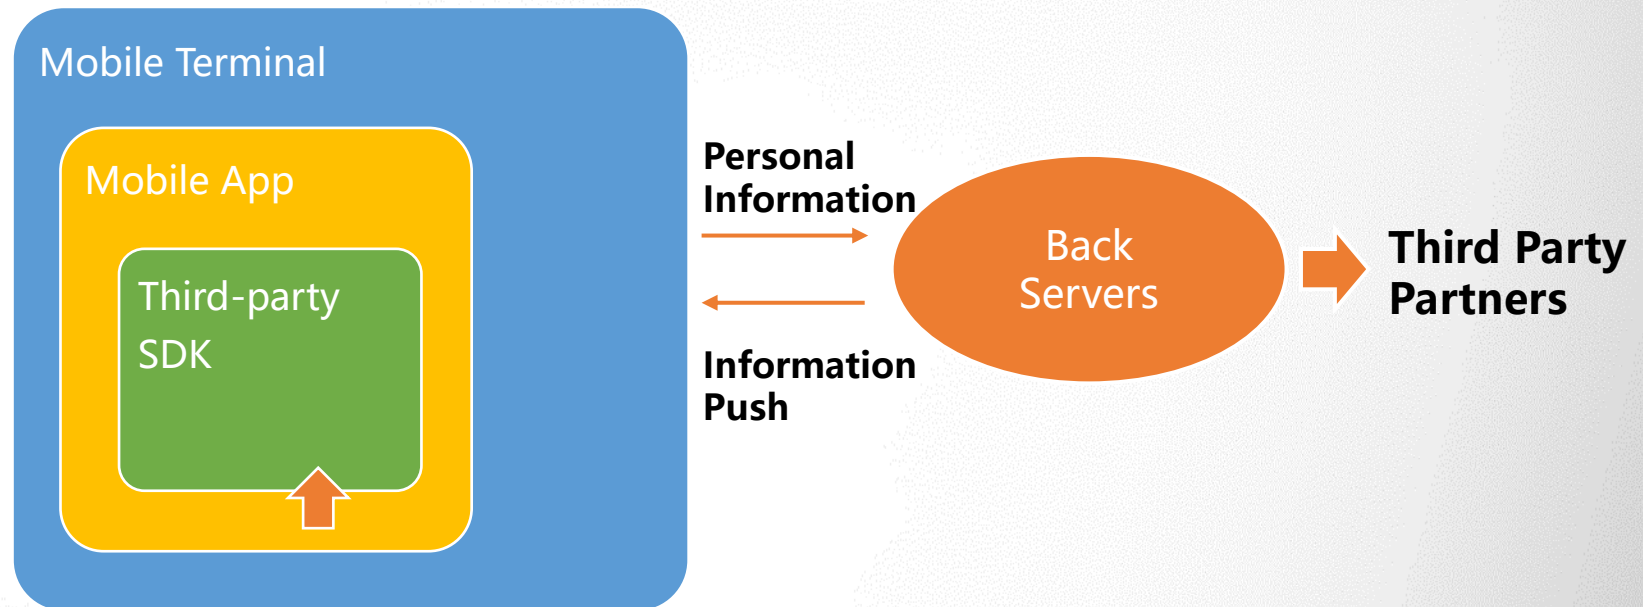 Mobile Terminal
Mobile App
Third-party
SDK
Personal
Information
Information
Push
Back
Servers
Third Party
Partners